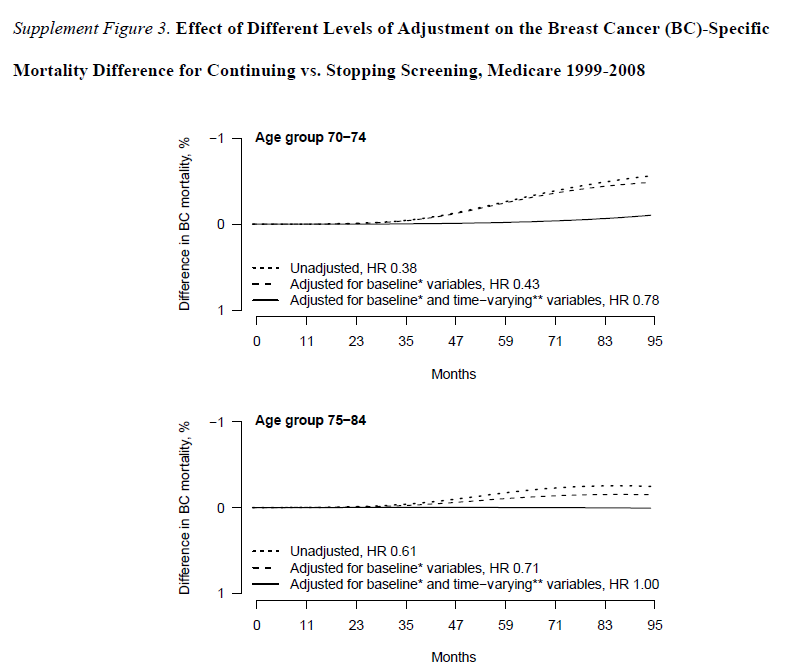 Supplement Figure 3. Effect of Different Levels of Adjustment on the Breast Cancer (BC)-Specific
Mortality Difference for Continuing vs. Stopping Screening, Medicare 1999-2008
Age group 70−74
Difference in BC mortality, %
−1
0
1
Unadjusted, HR 0.38
Adjusted for baseline* variables, HR 0.43
Adjusted for baseline* and time−varying** variables, HR 0.78
0 11 23 35 47 59 71 83 95
Months
Age group 75−84
Difference in BC mortality, %
−1
0
1
Unadjusted, HR 0.61
Adjusted for baseline* variables, HR 0.71
Adjusted for baseline* and time−varying** variables, HR 1.00
0 11 23 35 47 59 71 83 95
Months